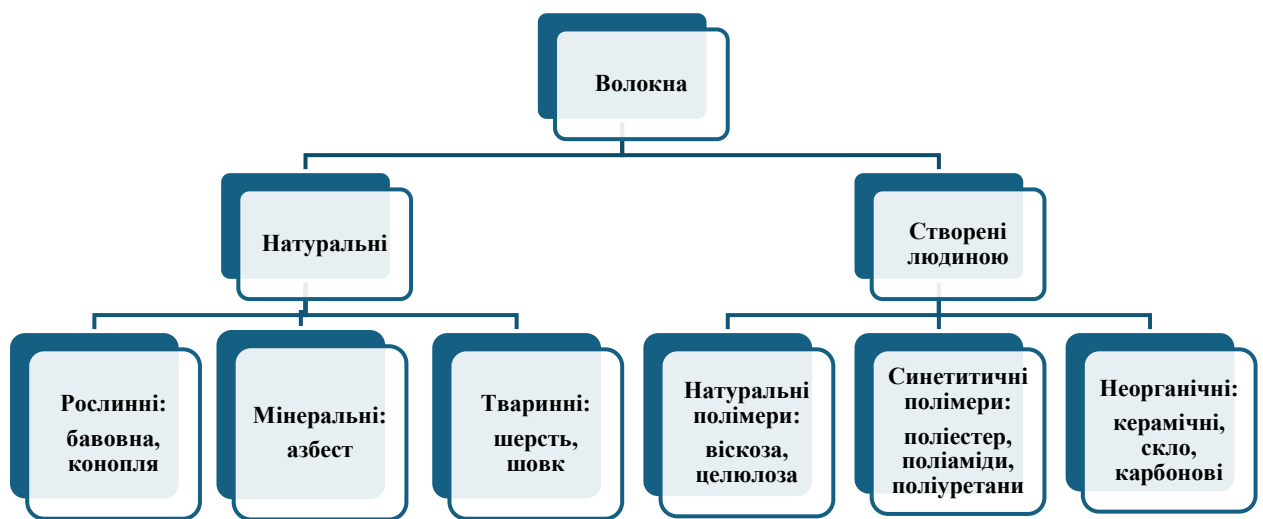 Волокна
Натуральні
Створені
людиною
Рослинні:
бавовна,
конопля
Мінеральні:
азбест
Тваринні:
шерсть,
шовк
Натуральні
полімери:
віскоза,
целюлоза
Синетитичні
полімери:
поліестер,
поліаміди,
поліуретани
Неорганічні:
керамічні,
скло,
карбонові